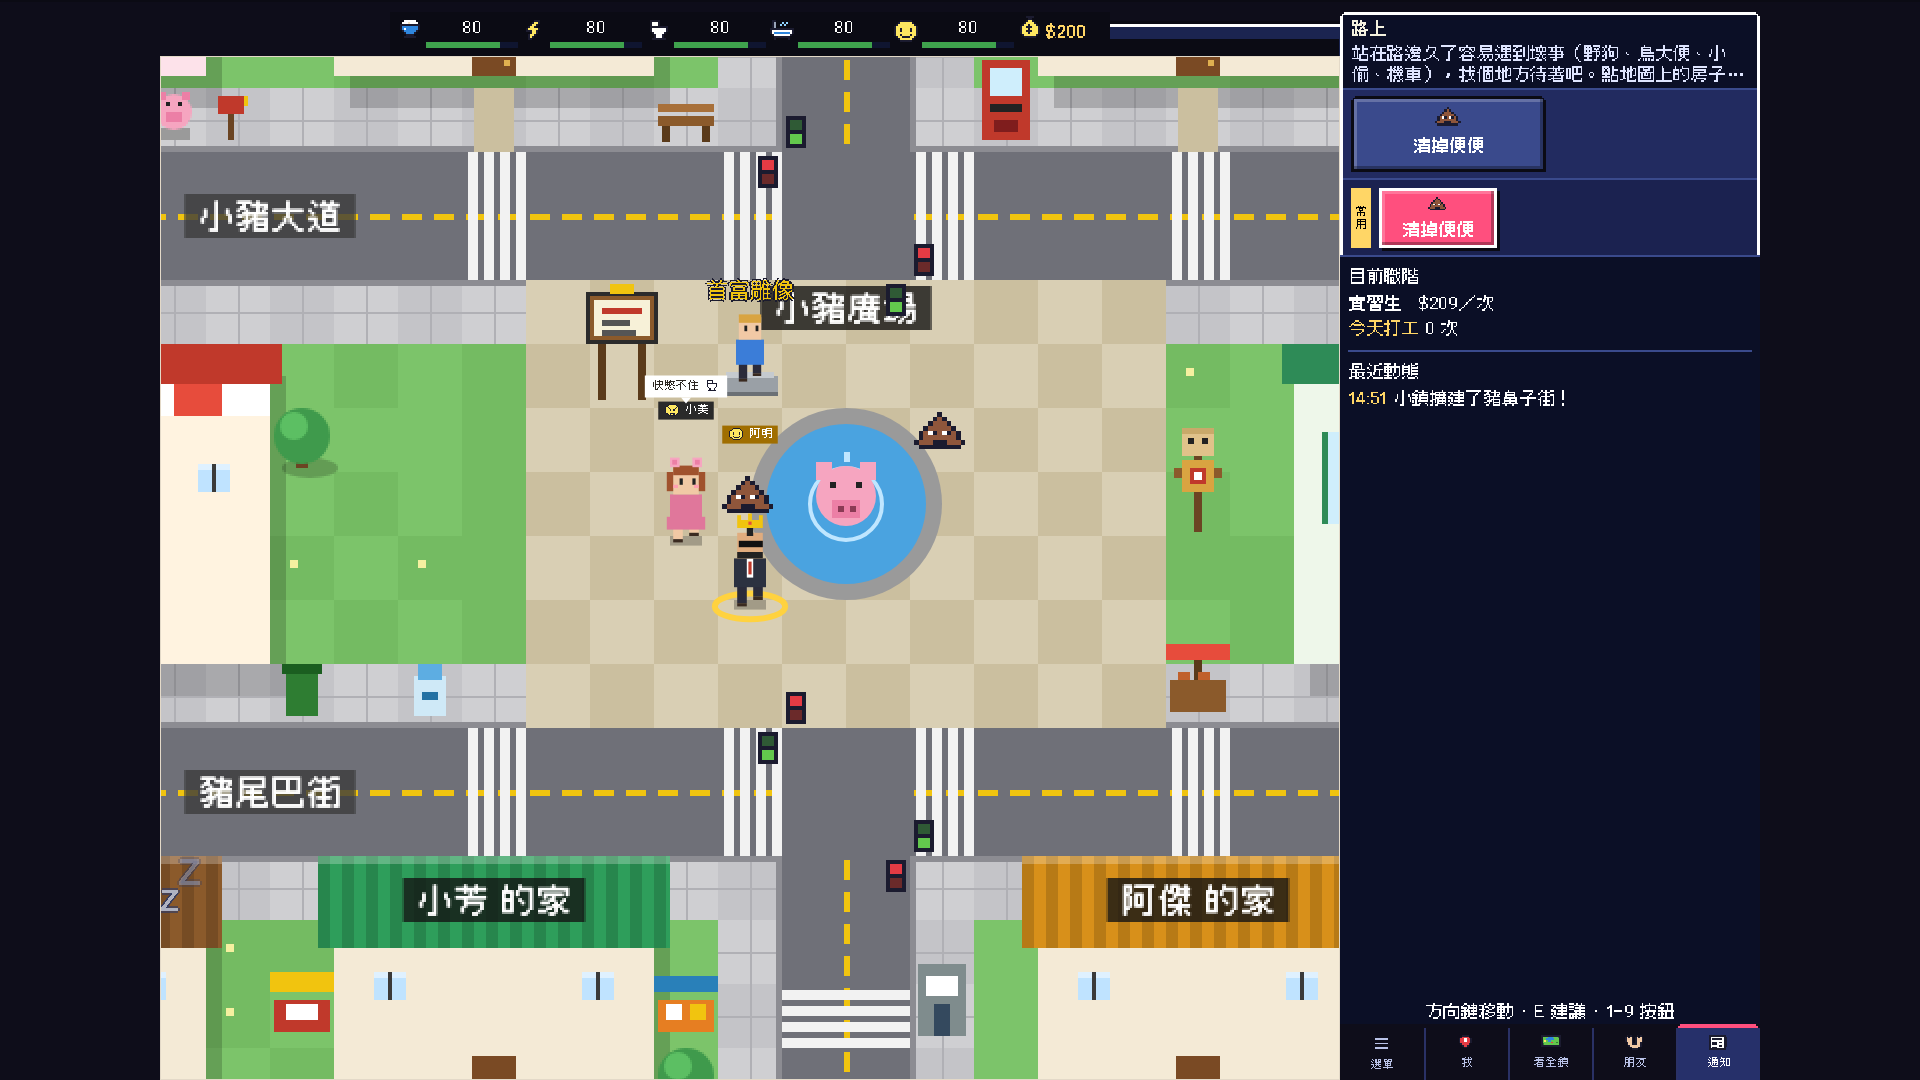 80
80
80
80
80
$200
路上
站在路邊久了容易遇到壞事（野狗、鳥大便、小
偷、機車），找個地方待著吧。點地圖上的房子…
清掉便便
常用
清掉便便
目前職階
實習生 $209／次
今天打工 0 次
最近動態
14:51 小鎮擴建了豬鼻子街！
小豬大道
首富雕像
小豬廣場
快憋不住
小美
阿明
豬尾巴街
Z
Z
小芳 的家
阿傑 的家
方向鍵移動 · E 建議 · 1-9 按鈕
選單
我
看全鎮
朋友
通知